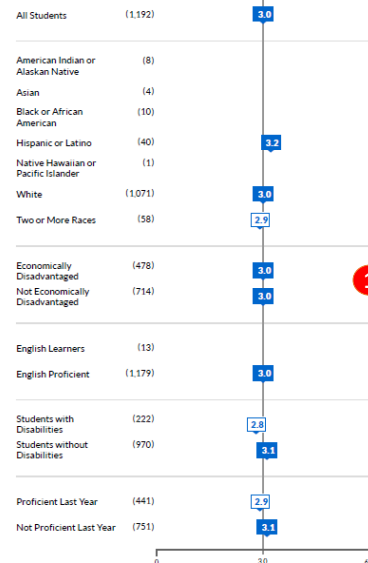 All Students (1,192) 3.0
American Indian or (8)
Alaskan Native
Asian (4)
Black or African (10)
American
Hispanic or Latino (40) 3.2
Native Hawaiian or (1)
Pacific Islander
White (1,071) 3.0
Two or More Races (58) 2.9
Economically (478) 3.0
Disadvantaged
Not Economically (714) 3.0
Disadvantaged
English Learners (13)
English Proficient (1,179) 3.0
Students with (222) 2.8
Disabilities
Students without (970) 3.1
Disabilities
Proficient Last Year (441) 2.9
Not Proficient Last Year (751) 3.1